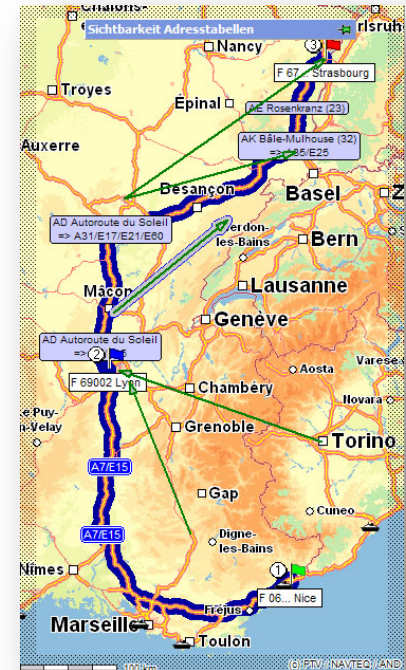 Châlons-
Sichtbarkeit Adresstabellen
rlsruh
Nancy
3
F 67... Strasbourg
Troyes
Épinal
AE Rosenkranz (23)
Auxerre
AK Bâle-Mulhouse (32)
=> A35/E25
Besançon
Basel
Z
AD Autoroute du Soleil
=> A31/E17/E21/E60
Yverdon-
les-Bains
Bern
Mâcon
Lausanne
Genève
AD Autoroute du Soleil
2
Aosta
Varese
F 69002 Lyon
Chambéry
Novara
e-Puy-
n-Velay
Grenoble
Torino
A7/E15
Gap
Cuneo
A7/E15
Digne-
les-Bains
Nîmes
1
F 06... Nice
Fréjus
Marseille
Toulon
100 km
(c) PTV / NAVTEQ / AND